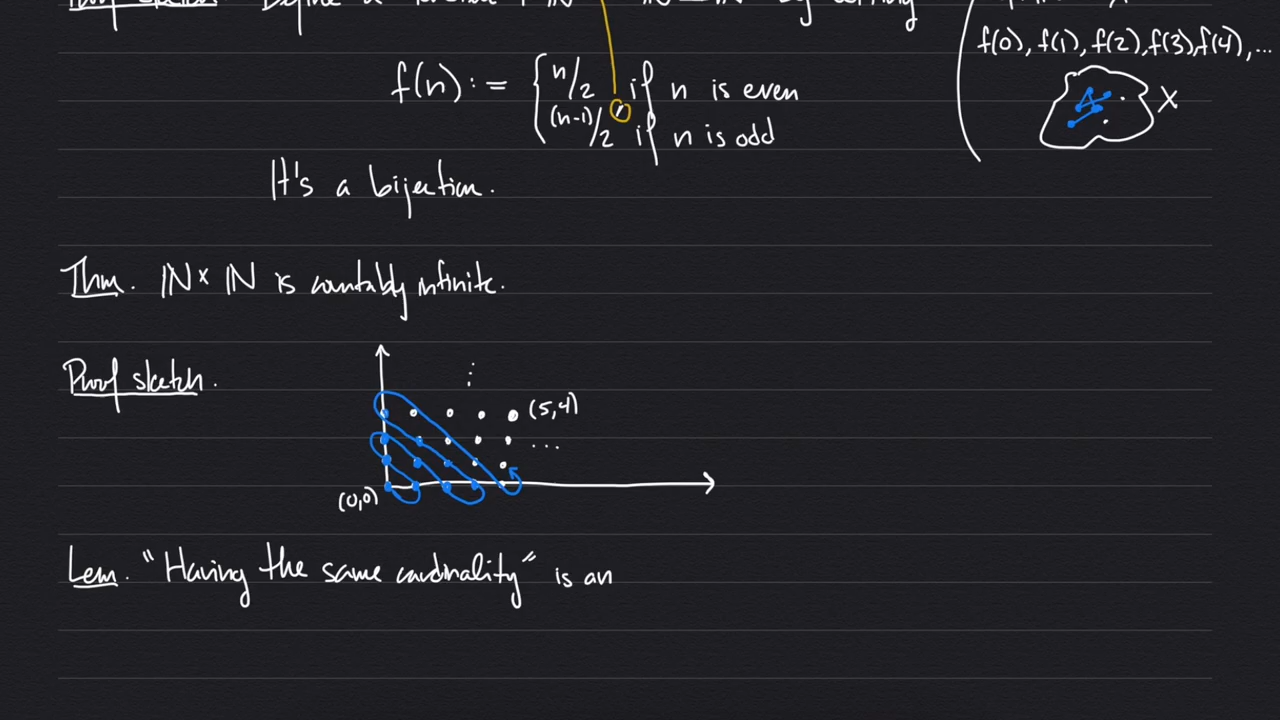 f(0), f(1), f(2), f(3), f(4), ...
f(n) := { n/2 if n is even
(n-1)/2 if n is odd
X
It's a bijection.
Thm. ℕ × ℕ is countably infinite.
Proof sketch.
⋮
(5,4)
...
(0,0)
Lem. "Having the same cardinality" is an